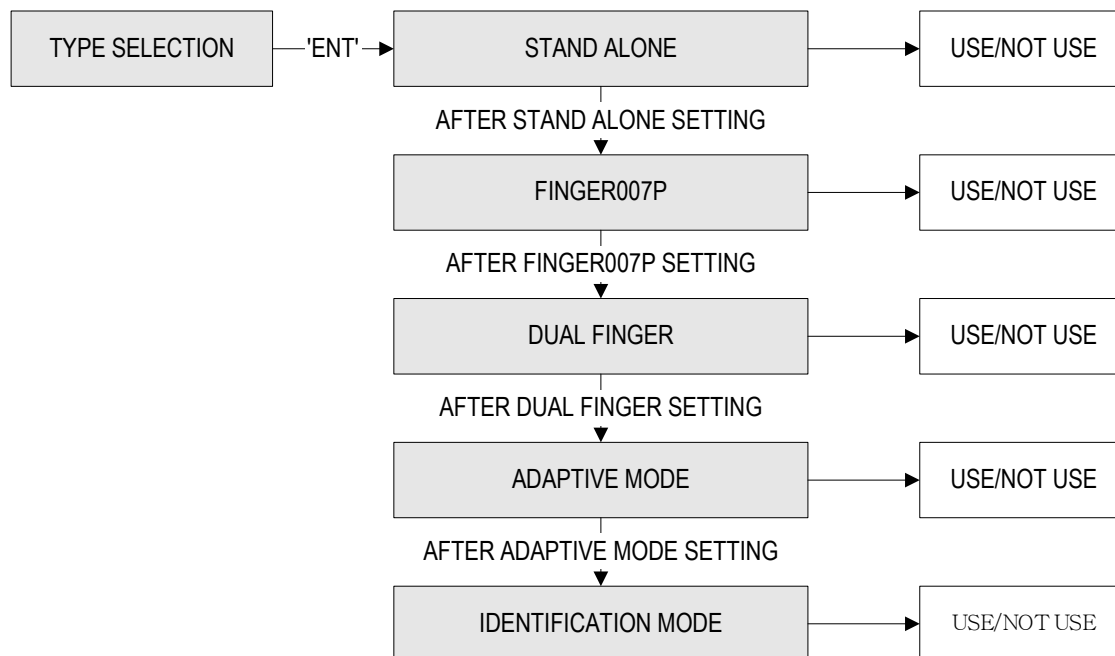 TYPE SELECTION 'ENT' STAND ALONE USE/NOT USE
AFTER STAND ALONE SETTING
FINGER007P USE/NOT USE
AFTER FINGER007P SETTING
DUAL FINGER USE/NOT USE
AFTER DUAL FINGER SETTING
ADAPTIVE MODE USE/NOT USE
AFTER ADAPTIVE MODE SETTING
IDENTIFICATION MODE USE/NOT USE